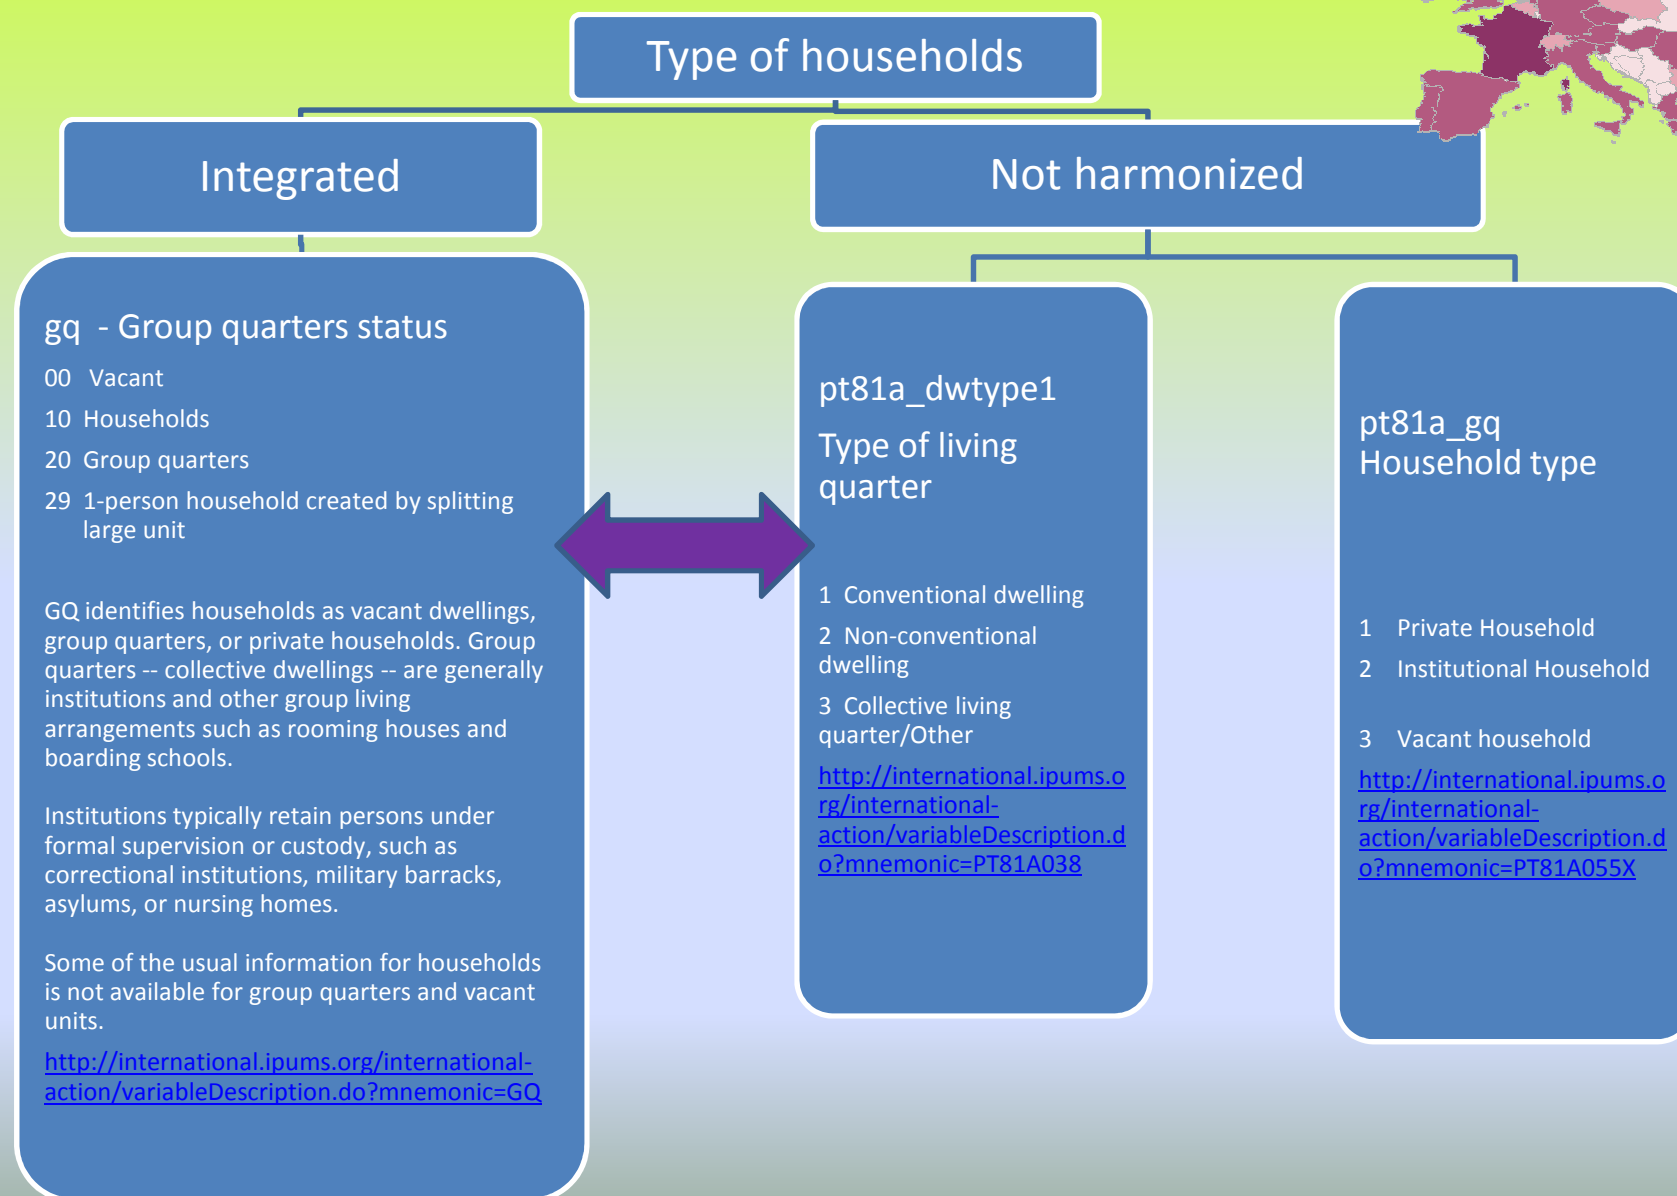 Type of households
Integrated
Not harmonized
gq - Group quarters status
00 Vacant
10 Households
20 Group quarters
29 1-person household created by splitting
large unit
GQ identifies households as vacant dwellings,
group quarters, or private households. Group
quarters -- collective dwellings -- are generally
institutions and other group living
arrangements such as rooming houses and
boarding schools.
Institutions typically retain persons under
formal supervision or custody, such as
correctional institutions, military barracks,
asylums, or nursing homes.
Some of the usual information for households
is not available for group quarters and vacant
units.
http://international.ipums.org/international-
action/variableDescription.do?mnemonic=GQ
pt81a_dwtype1
Type of living
quarter
1 Conventional dwelling
2 Non-conventional
dwelling
3 Collective living
quarter/Other
http://international.ipums.o
rg/international-
action/variableDescription.d
o?mnemonic=PT81A038
pt81a_gq
Household type
1 Private Household
2 Institutional Household
3 Vacant household
http://international.ipums.o
rg/international-
action/variableDescription.d
o?mnemonic=PT81A055X